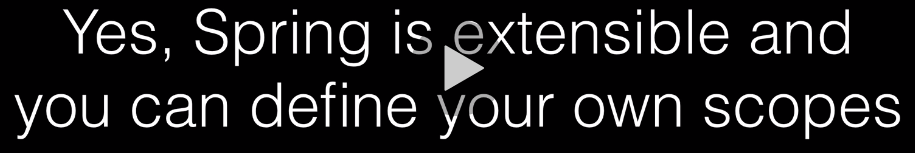 Yes, Spring is extensible and
you can define your own scopes